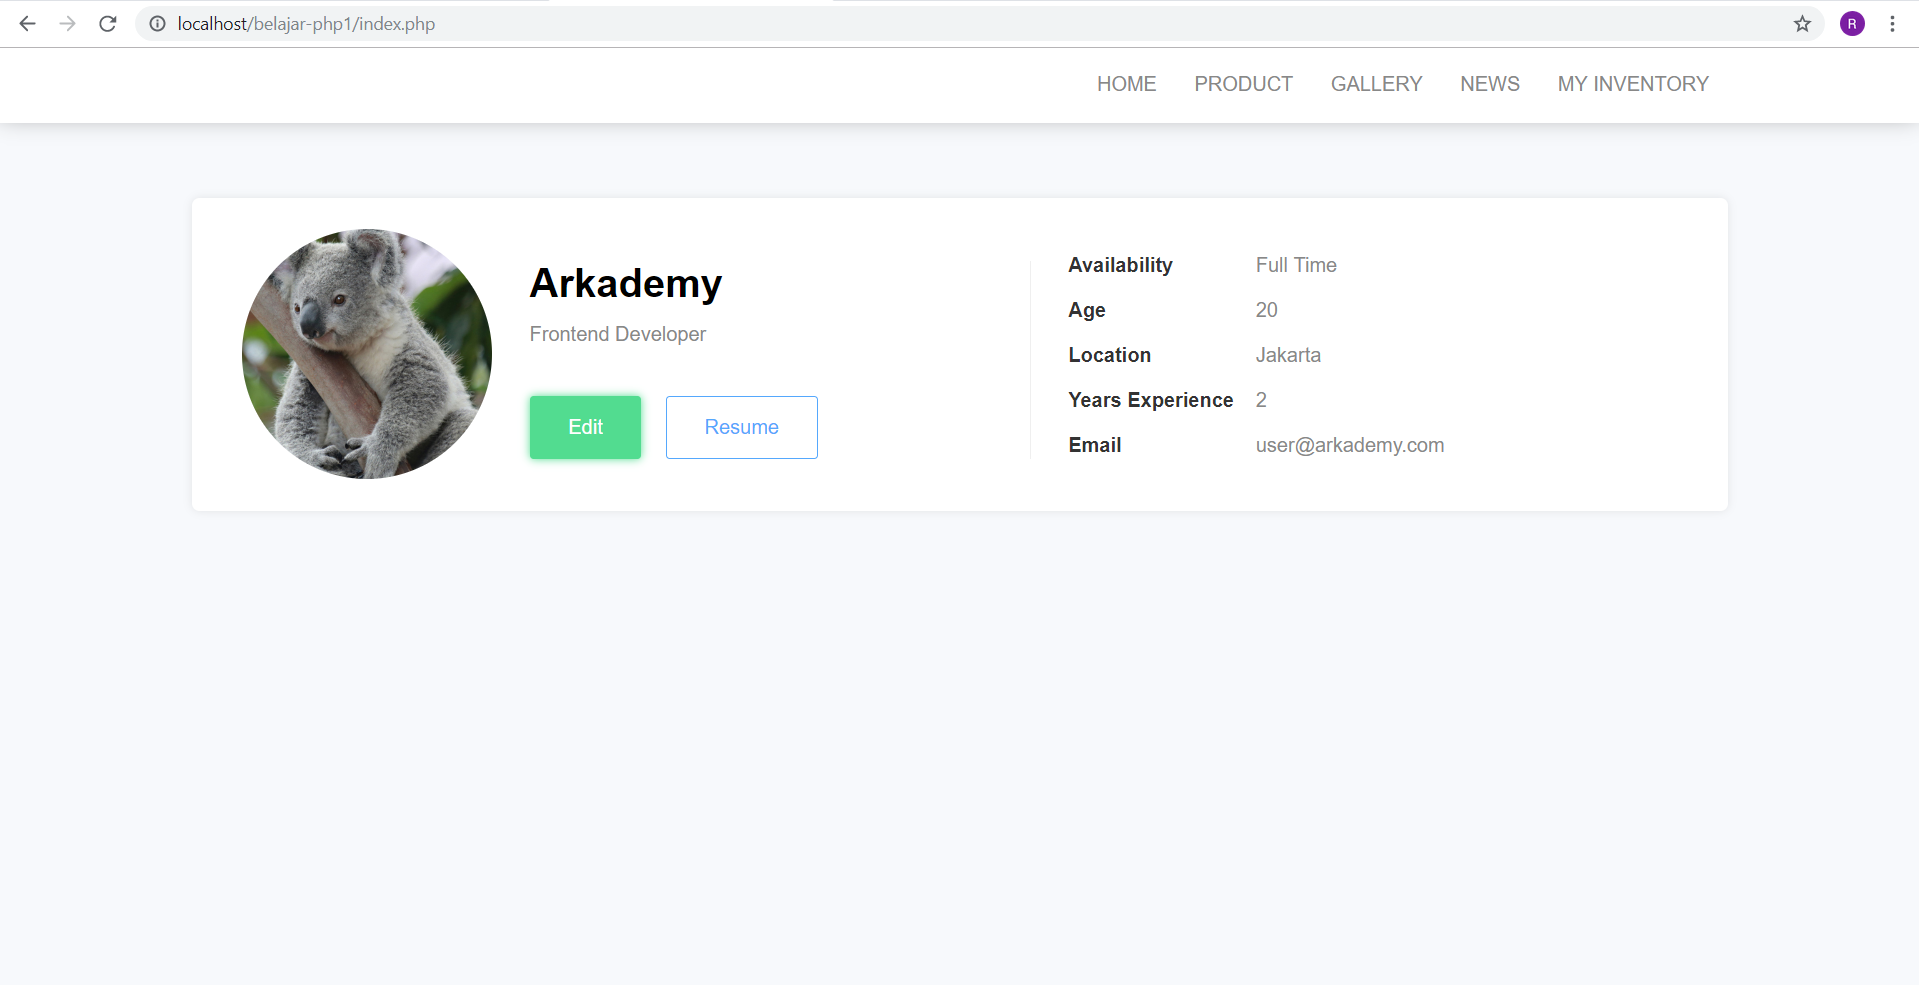 localhost/belajar-php1/index.php
R
HOME PRODUCT GALLERY NEWS MY INVENTORY
Arkademy
Frontend Developer
Edit Resume
Availability Full Time
Age 20
Location Jakarta
Years Experience 2
Email user@arkademy.com